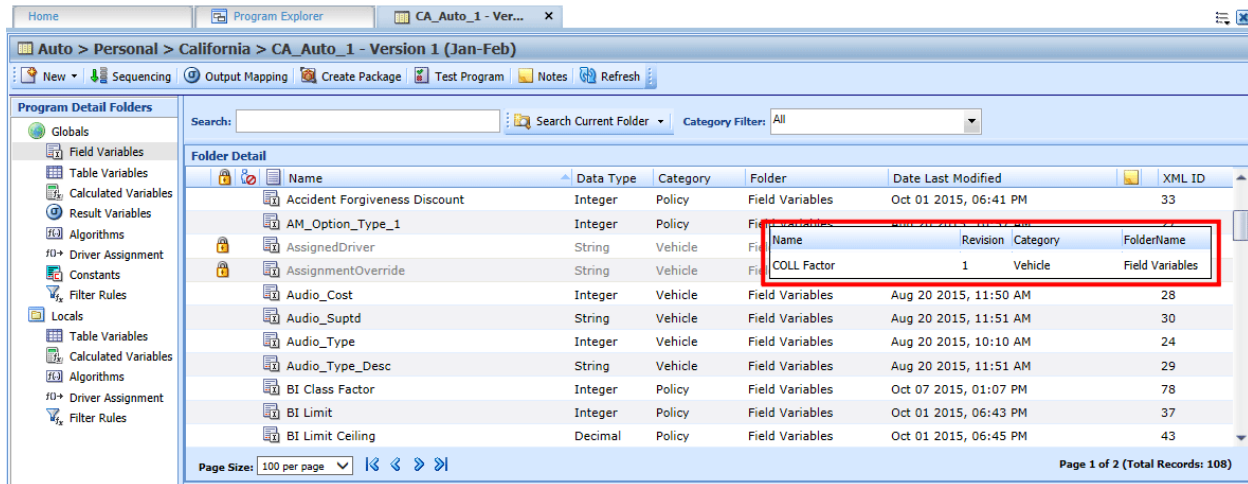 Home Program Explorer CA_Auto_1 - Ver... x
Auto > Personal > California > CA_Auto_1 - Version 1 (Jan-Feb)
New Sequencing Output Mapping Create Package Test Program Notes Refresh
Program Detail Folders
Globals
Field Variables
Table Variables
Calculated Variables
Result Variables
Algorithms
Driver Assignment
Constants
Filter Rules
Locals
Table Variables
Calculated Variables
Algorithms
Driver Assignment
Filter Rules
Search: Search Current Folder Category Filter: All
Folder Detail
Name Data Type Category Folder Date Last Modified XML ID
Accident Forgiveness Discount Integer Policy Field Variables Oct 01 2015, 06:41 PM 33
AM_Option_Type_1 Integer Policy Field Variables
AssignedDriver String Vehicle
AssignmentOverride String Vehicle
Name Revision Category FolderName
COLL Factor 1 Vehicle Field Variables
Audio_Cost Integer Vehicle Field Variables Aug 20 2015, 11:50 AM 28
Audio_Suptd String Vehicle Field Variables Aug 20 2015, 11:51 AM 30
Audio_Type Integer Vehicle Field Variables Aug 20 2015, 10:10 AM 24
Audio_Type_Desc String Vehicle Field Variables Aug 20 2015, 11:51 AM 29
BI Class Factor Integer Policy Field Variables Oct 07 2015, 01:07 PM 78
BI Limit Integer Policy Field Variables Oct 01 2015, 06:43 PM 37
BI Limit Ceiling Decimal Policy Field Variables Oct 01 2015, 06:45 PM 43
Page Size: 100 per page Page 1 of 2 (Total Records: 108)